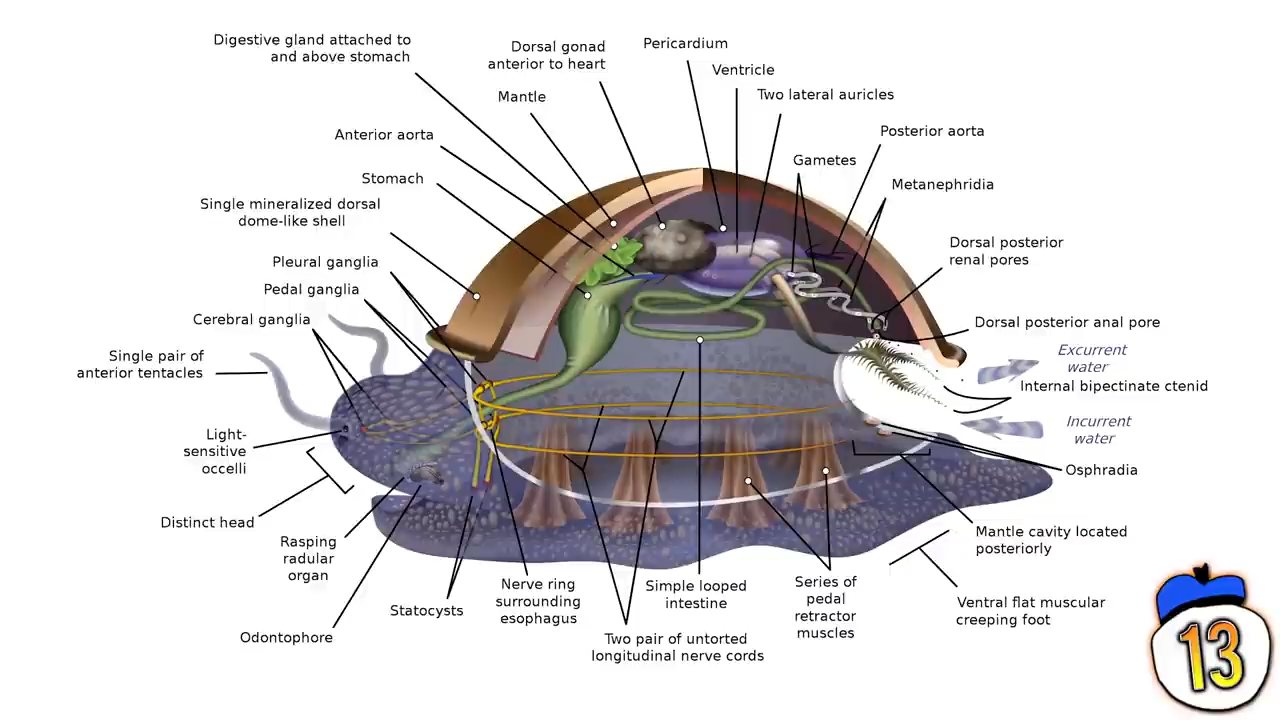 Digestive gland attached to
and above stomach
Dorsal gonad
anterior to heart
Pericardium
Ventricle
Two lateral auricles
Mantle
Anterior aorta
Posterior aorta
Gametes
Stomach
Metanephridia
Single mineralized dorsal
dome-like shell
Dorsal posterior
renal pores
Pleural ganglia
Pedal ganglia
Cerebral ganglia
Dorsal posterior anal pore
Single pair of
anterior tentacles
Excurrent
water
Internal bipectinate ctenid
Light-
sensitive
occelli
Incurrent
water
Osphradia
Distinct head
Rasping
radular
organ
Mantle cavity located
posteriorly
Statocysts
Nerve ring
surrounding
esophagus
Simple looped
intestine
Series of
pedal
retractor
muscles
Ventral flat muscular
creeping foot
Odontophore
Two pair of untorted
longitudinal nerve cords
13